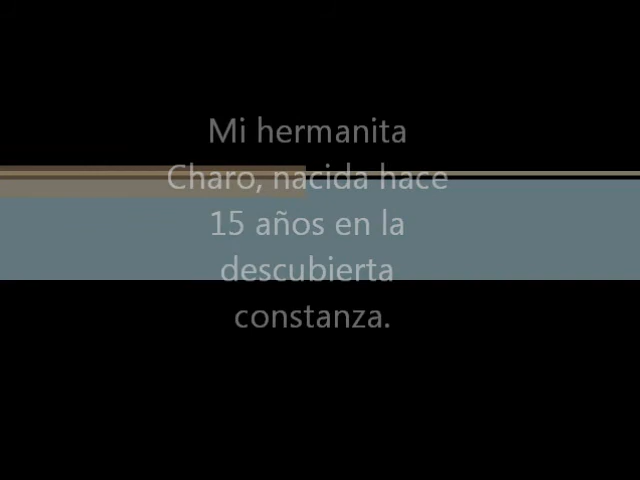 Mi hermanita
Charo, nacida hace
15 años en la
descubierta
constanza.